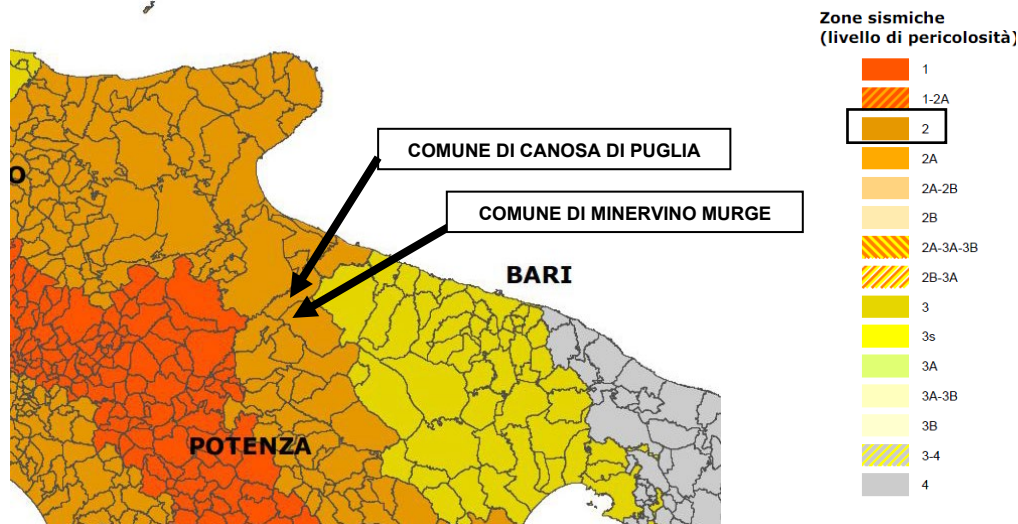 Zone sismiche
(livello di pericolosità)
1
1-2A
2
2A
2A-2B
2B
2A-3A-3B
2B-3A
3
3s
3A
3A-3B
3B
3-4
4
COMUNE DI CANOSA DI PUGLIA
COMUNE DI MINERVINO MURGE
O
BARI
POTENZA